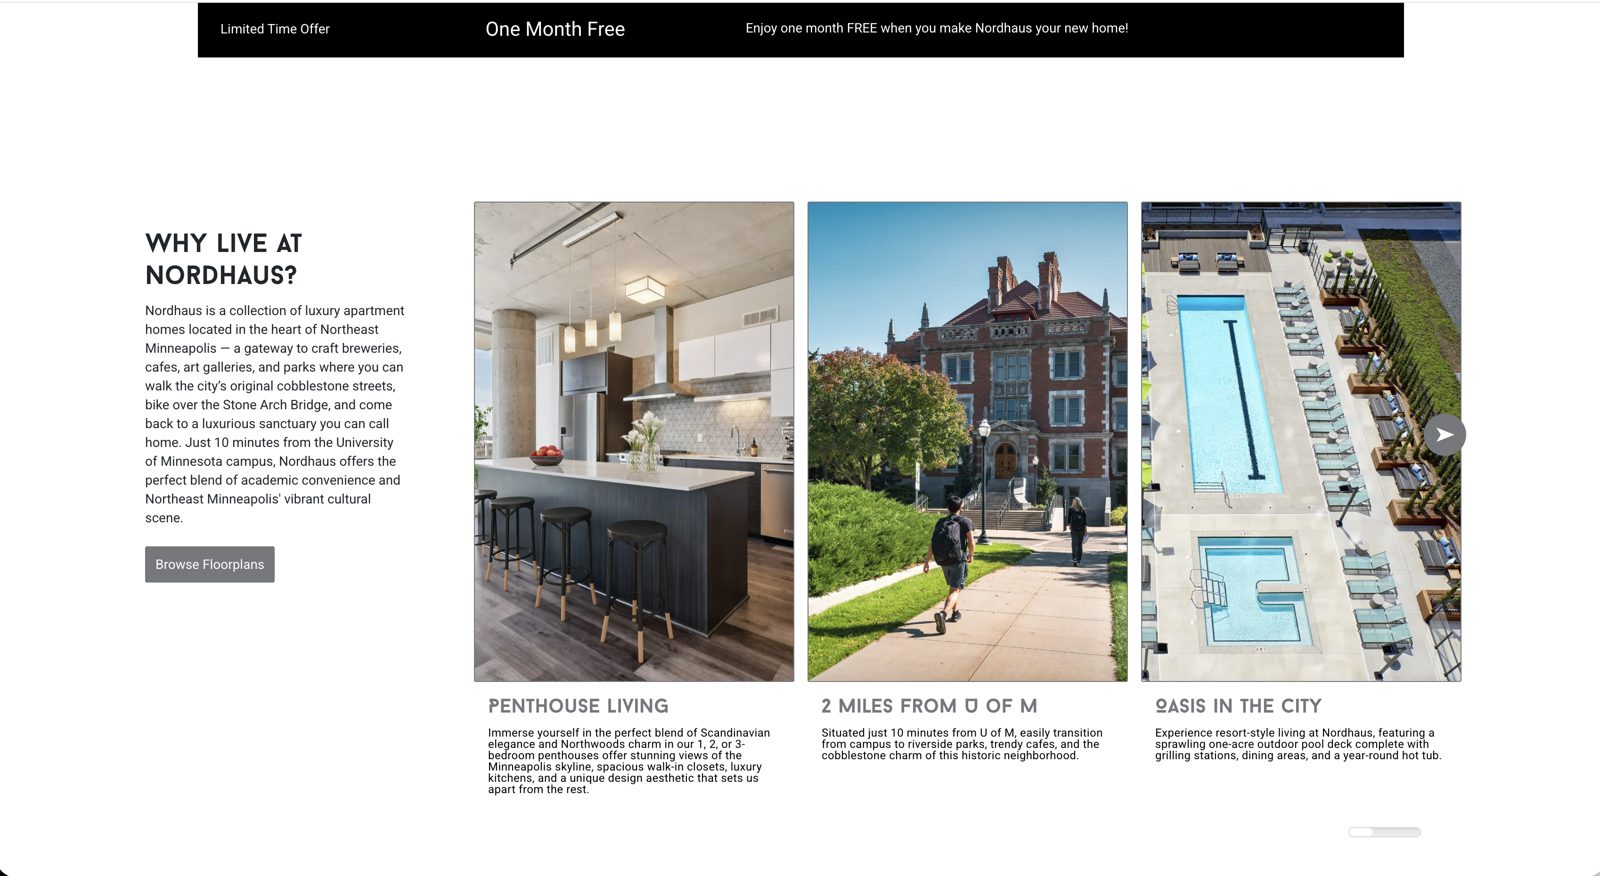 Limited Time Offer
One Month Free
Enjoy one month FREE when you make Nordhaus your new home!
WHY LIVE AT
NORDHAUS?
Nordhaus is a collection of luxury apartment
homes located in the heart of Northeast
Minneapolis — a gateway to craft breweries,
cafes, art galleries, and parks where you can
walk the city's original cobblestone streets,
bike over the Stone Arch Bridge, and come
back to a luxurious sanctuary you can call
home. Just 10 minutes from the University
of Minnesota campus, Nordhaus offers the
perfect blend of academic convenience and
Northeast Minneapolis' vibrant cultural
scene.
Browse Floorplans
PENTHOUSE LIVING
Immerse yourself in the perfect blend of Scandinavian
elegance and Northwoods charm in our 1, 2, or 3-
bedroom penthouses offer stunning views of the
Minneapolis skyline, spacious walk-in closets, luxury
kitchens, and a unique design aesthetic that sets us
apart from the rest.
2 MILES FROM U OF M
Situated just 10 minutes from U of M, easily transition
from campus to riverside parks, trendy cafes, and the
cobblestone charm of this historic neighborhood.
OASIS IN THE CITY
Experience resort-style living at Nordhaus, featuring a
sprawling one-acre outdoor pool deck complete with
grilling stations, dining areas, and a year-round hot tub.